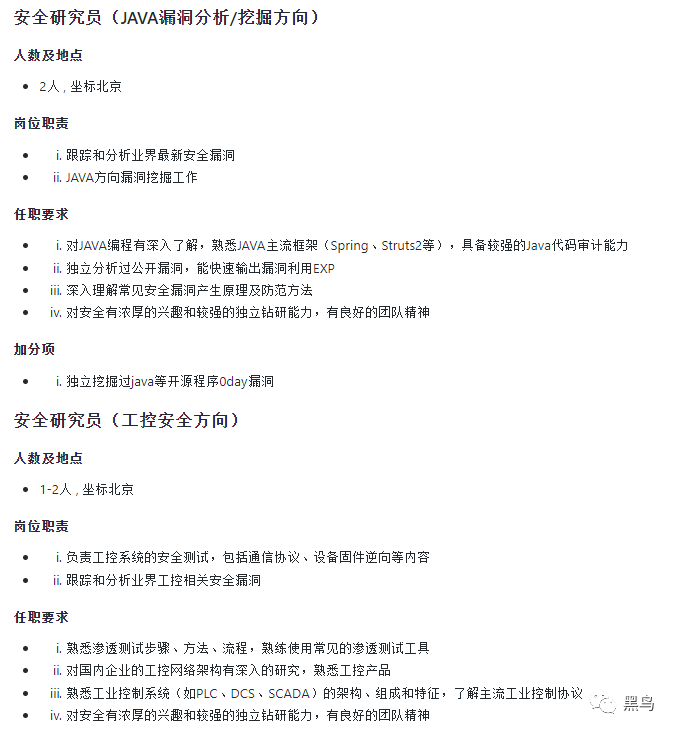 安全研究员（JAVA漏洞分析/挖掘方向）
人数及地点
• 2人 , 坐标北京
岗位职责
• i. 跟踪和分析业界最新安全漏洞
• ii. JAVA方向漏洞挖掘工作
任职要求
• i. 对JAVA编程有深入了解，熟悉JAVA主流框架（Spring、Struts2等），具备较强的Java代码审计能力
• ii. 独立分析过公开漏洞，能快速输出漏洞利用EXP
• iii. 深入理解常见安全漏洞产生原理及防范方法
• iv. 对安全有浓厚的兴趣和较强的独立钻研能力，有良好的团队精神
加分项
• i. 独立挖掘过java等开源程序0day漏洞
安全研究员（工控安全方向）
人数及地点
• 1-2人 , 坐标北京
岗位职责
• i. 负责工控系统的安全测试，包括通信协议、设备固件逆向等内容
• ii. 跟踪和分析业界工控相关安全漏洞
任职要求
• i. 熟悉渗透测试步骤、方法、流程，熟练使用常见的渗透测试工具
• ii. 对国内企业的工控网络架构有深入的研究，熟悉工控产品
• iii. 熟悉工业控制系统（如PLC、DCS、SCADA）的架构、组成和特征，了解主流工业控制协议
• iv. 对安全有浓厚的兴趣和较强的独立钻研能力，有良好的团队精神
黑鸟